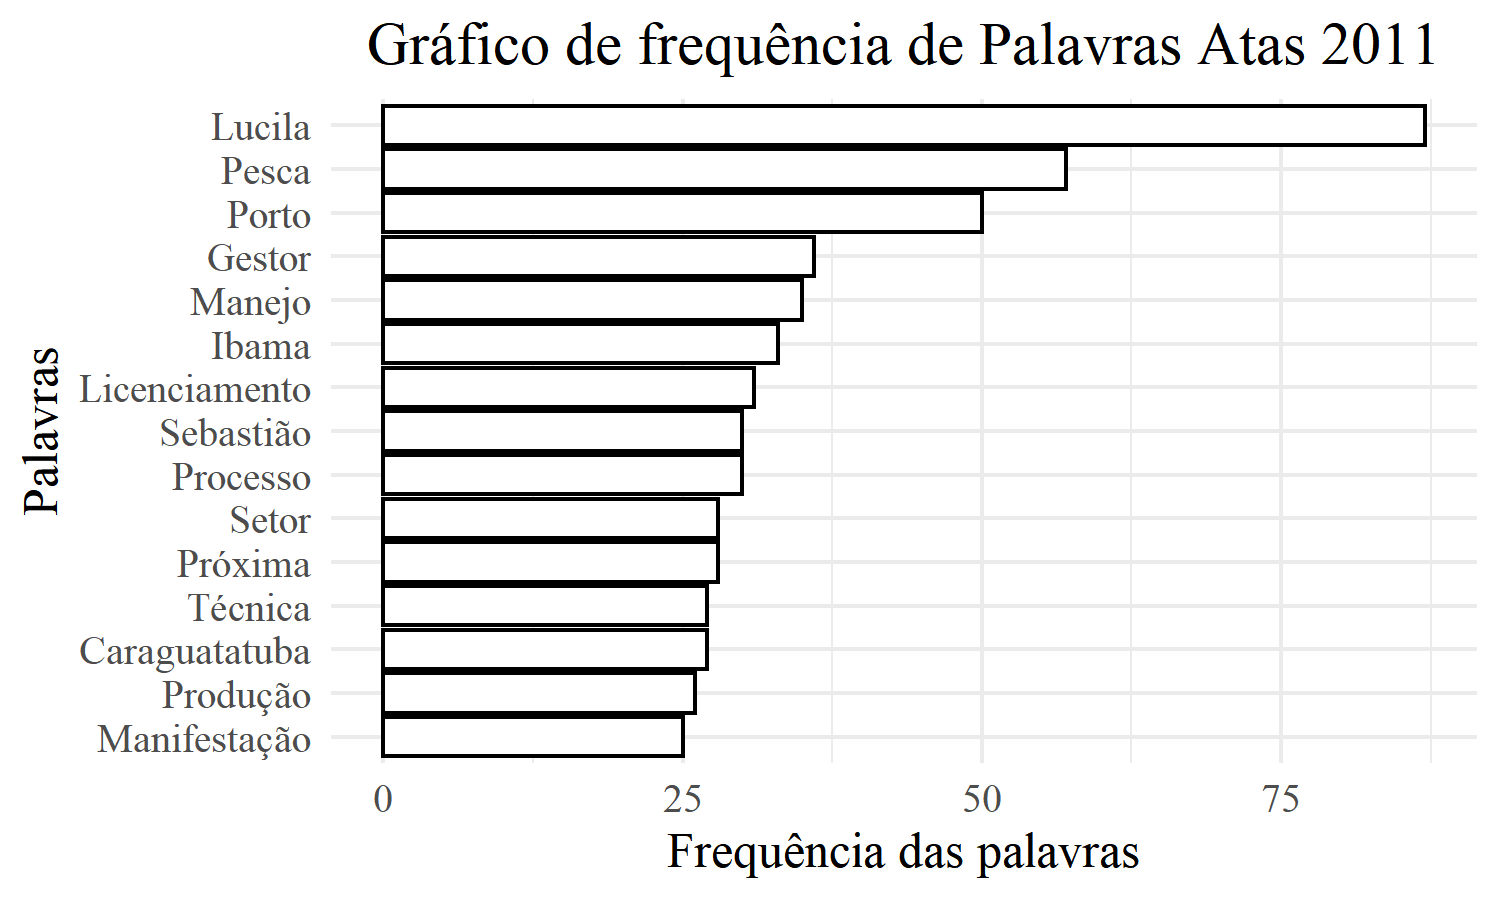 Gráfico de frequência de Palavras Atas 2011
Palavras
Lucila
Pesca
Porto
Gestor
Manejo
Ibama
Licenciamento
Sebastião
Processo
Setor
Próxima
Técnica
Caraguatatuba
Produção
Manifestação
0 25 50 75
Frequência das palavras